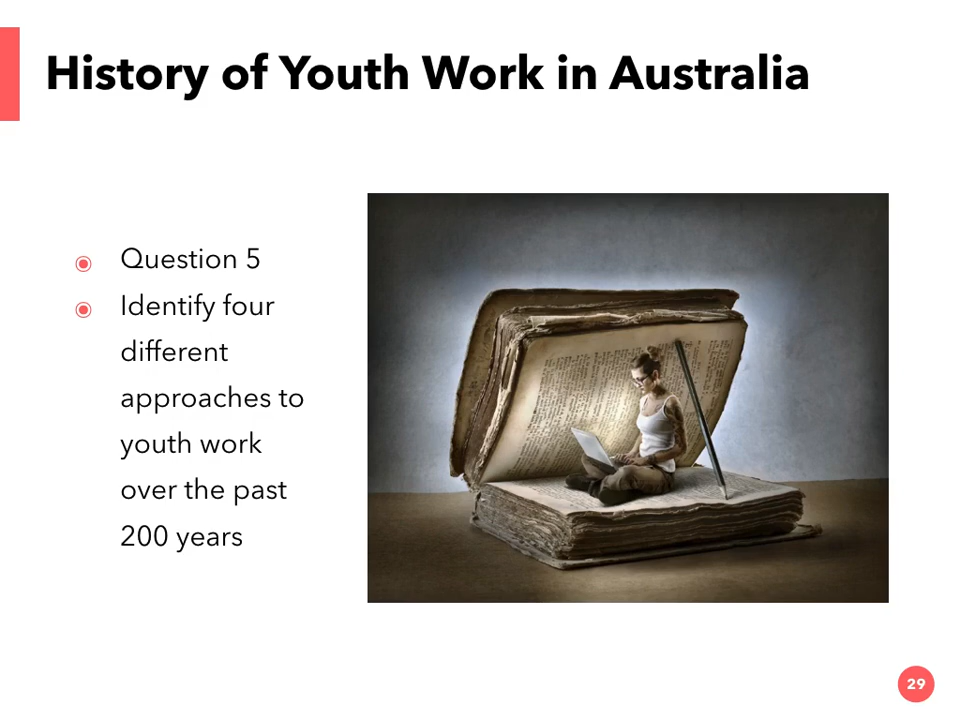 History of Youth Work in Australia
Question 5
Identify four
different
approaches to
youth work
over the past
200 years
29